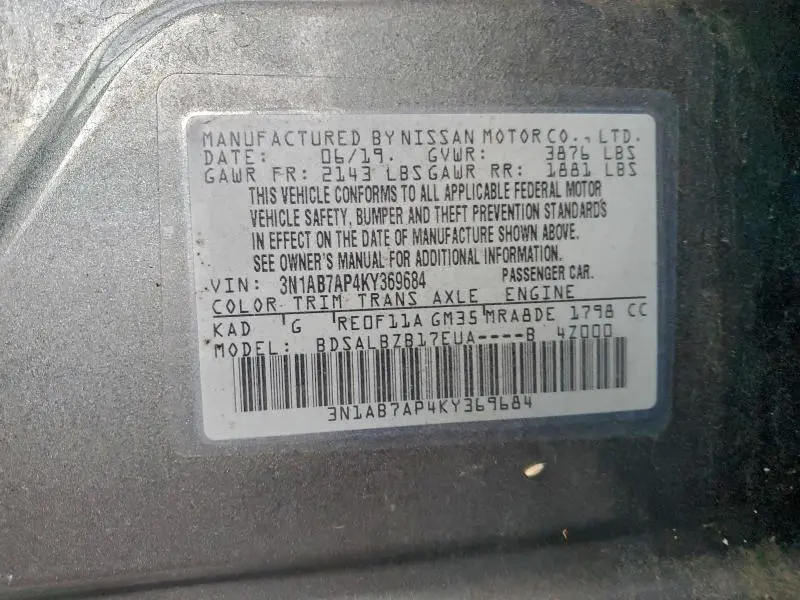 MANUFACTURED BY NISSAN MOTOR CO., LTD.
DATE: 06/19. GVWR: 3876 LBS
GAWR FR: 2143 LBS GAWR RR: 1881 LBS
THIS VEHICLE CONFORMS TO ALL APPLICABLE FEDERAL MOTOR
VEHICLE SAFETY, BUMPER AND THEFT PREVENTION STANDARDS
IN EFFECT ON THE DATE OF MANUFACTURE SHOWN ABOVE.
SEE OWNER'S MANUAL FOR ADDITIONAL INFORMATION.
VIN: 3N1AB7AP4KY369684 PASSENGER CAR.
COLOR TRIM TRANS AXLE ENGINE
KAD G RE0F11A GM35 MRA8DE 1798 CC
MODEL: BDSALBZB17EUA----B 4Z000
3N1AB7AP4KY369684